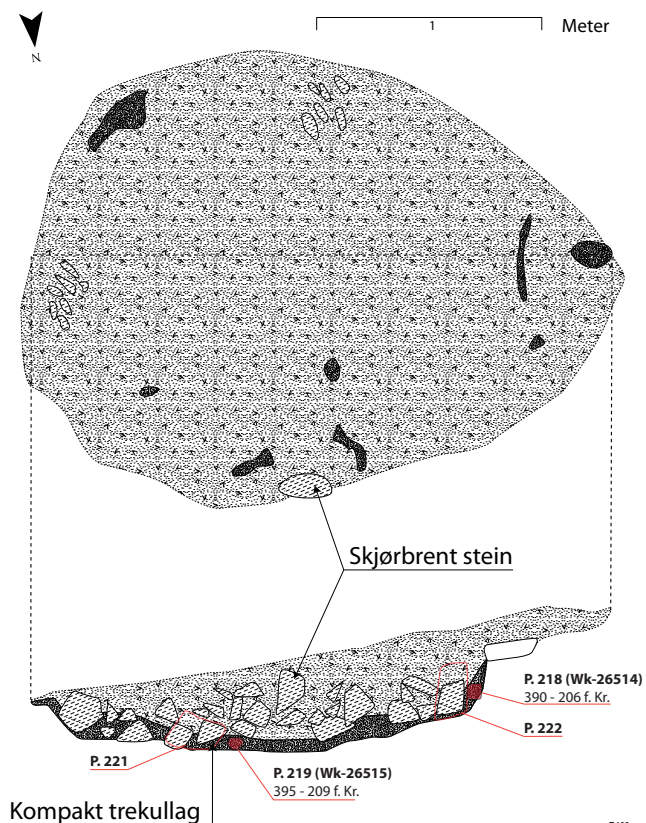 1 Meter
N
Skjørbrent stein
P. 218 (Wk-26514)
390 - 206 f. Kr.
P. 222
P. 221
P. 219 (Wk-26515)
395 - 209 f. Kr.
Kompakt trekullag